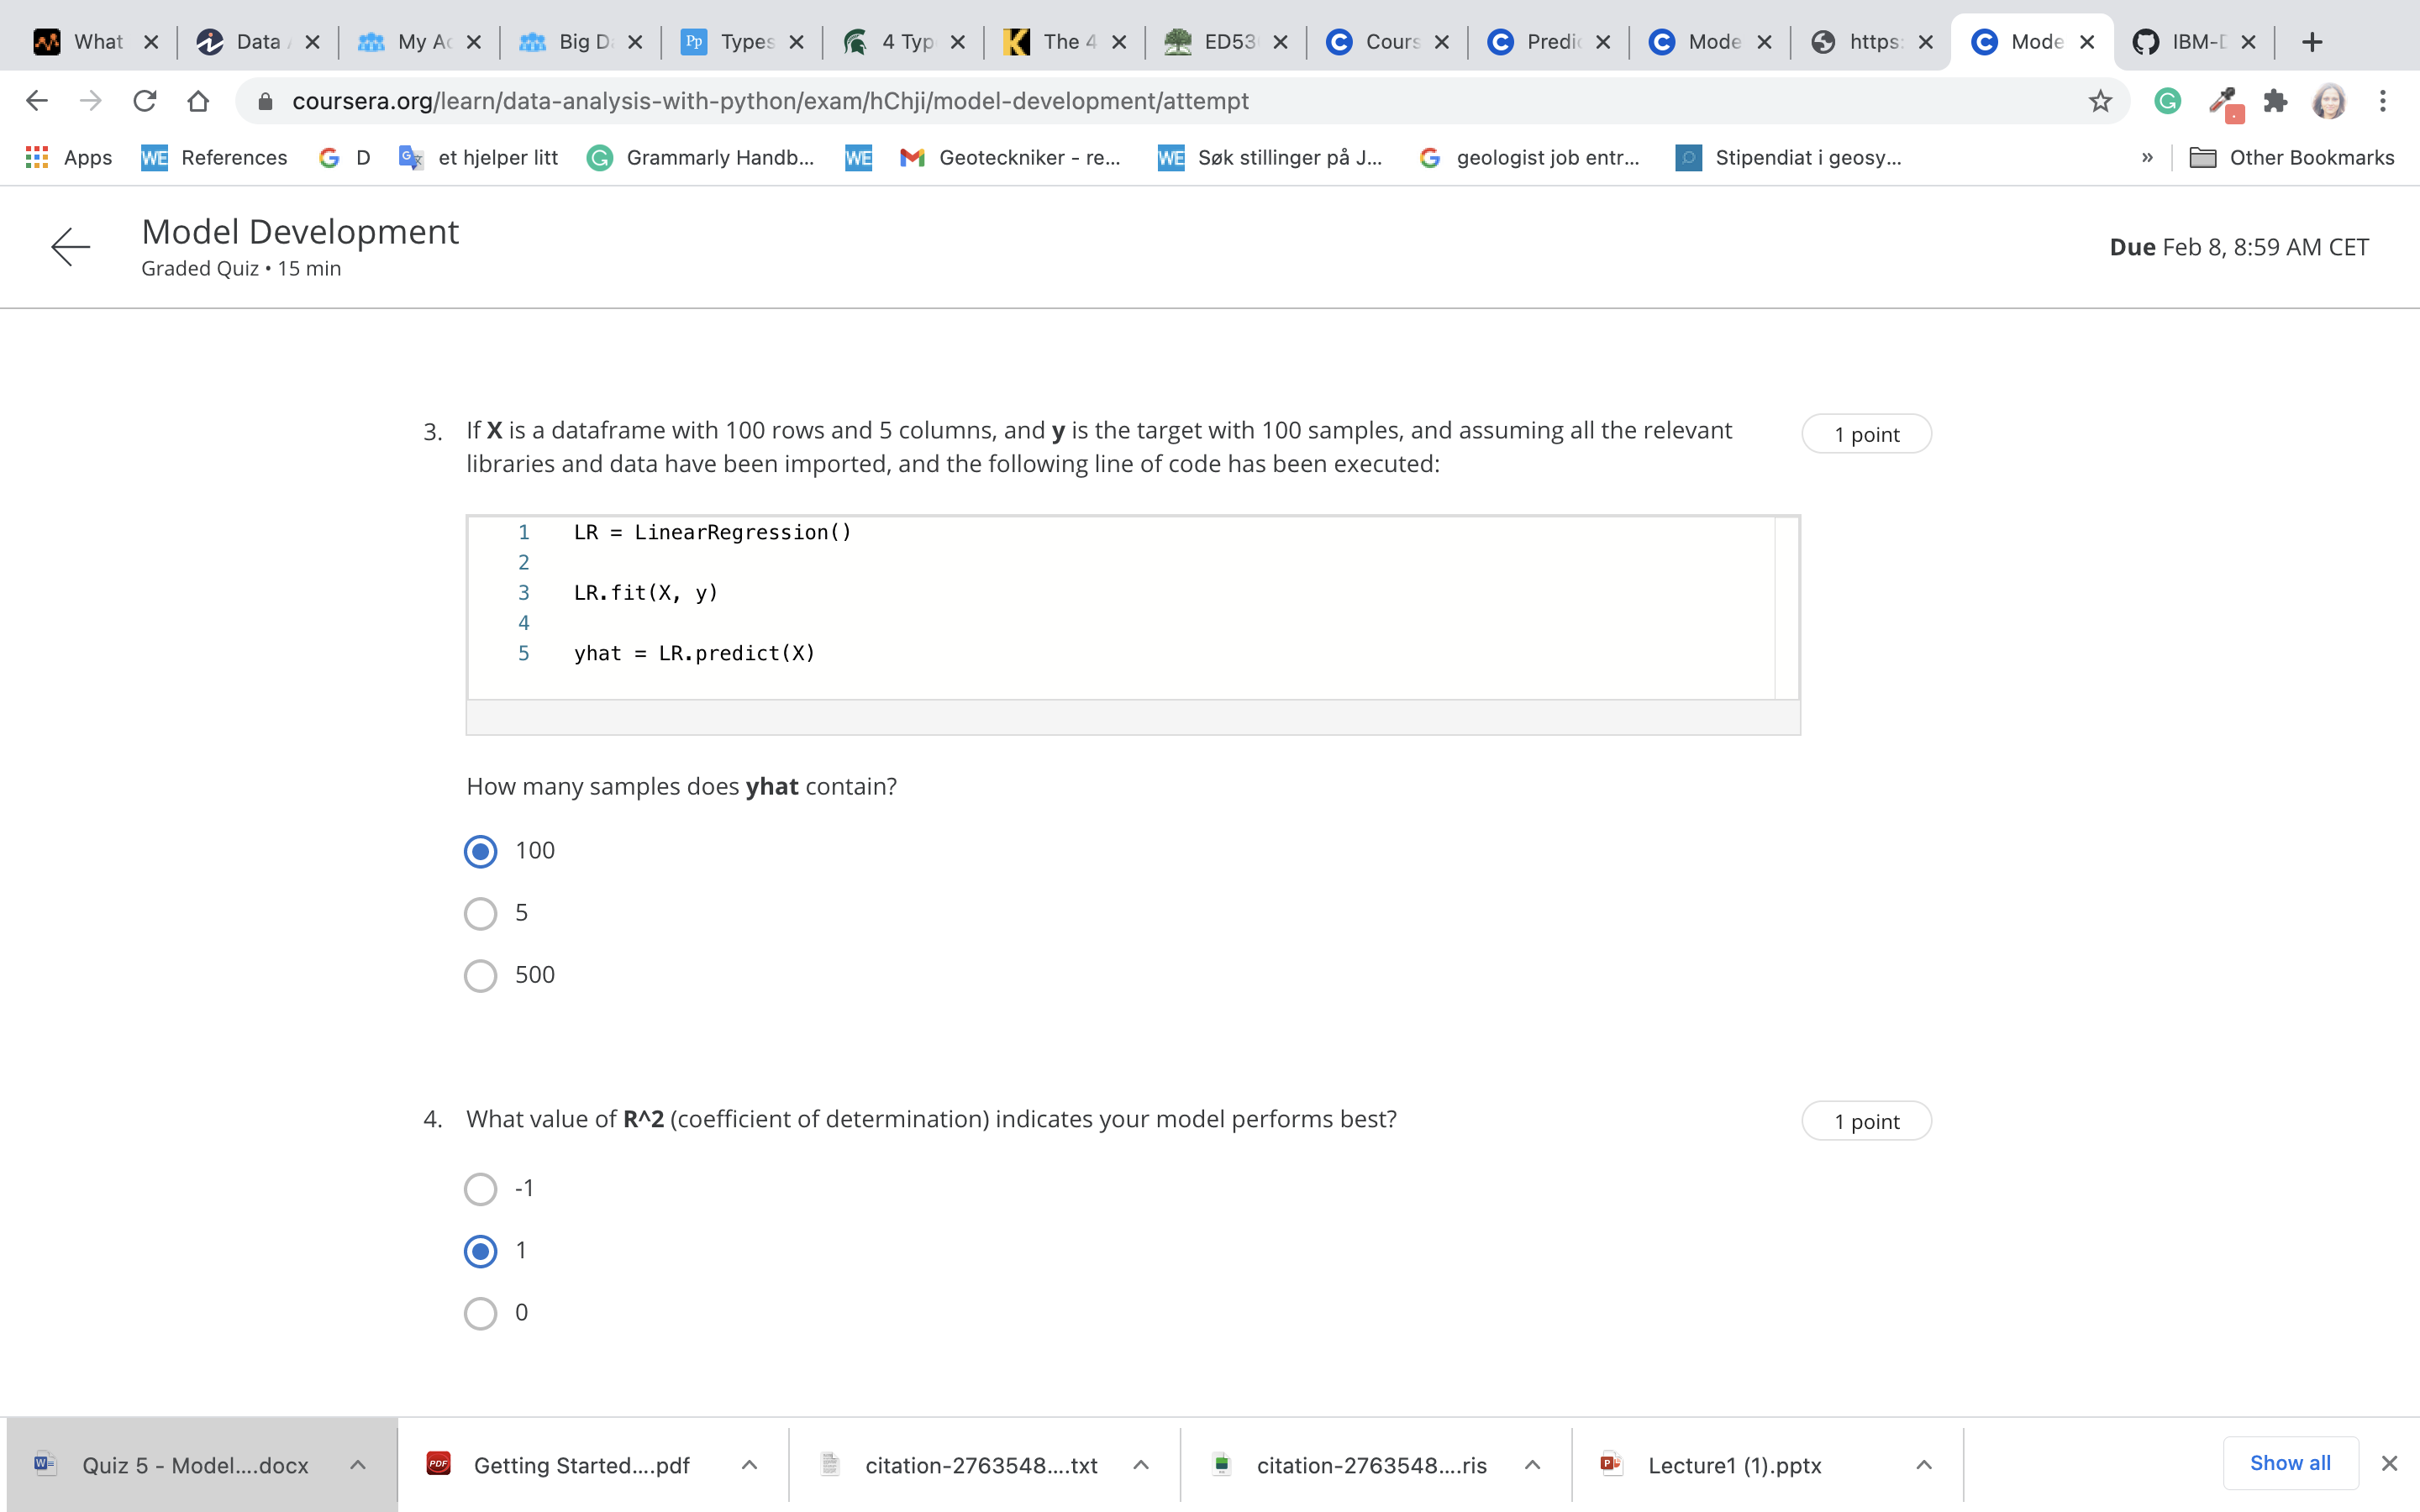 What
Data
My Ac
Big D
Pp
Types
4 Typ
K
The 4
ED53
C
Cours
C
Predic
C
Mode
https:
C
Mode
IBM-D
coursera.org/learn/data-analysis-with-python/exam/hChji/model-development/attempt
Apps
WE References
G D
et hjelper litt
Grammarly Handb...
WE
Geoteckniker - re...
WE Søk stillinger på J...
geologist job entr...
Stipendiat i geosy...
»
Other Bookmarks
Model Development
Graded Quiz • 15 min
Due Feb 8, 8:59 AM CET
3. If X is a dataframe with 100 rows and 5 columns, and y is the target with 100 samples, and assuming all the relevant
libraries and data have been imported, and the following line of code has been executed:
1 point
1 LR = LinearRegression()
2
3 LR.fit(X, y)
4
5 yhat = LR.predict(X)
How many samples does yhat contain?
100
5
500
4. What value of R^2 (coefficient of determination) indicates your model performs best?
1 point
-1
1
0
Quiz 5 - Model....docx
PDF
Getting Started....pdf
citation-2763548....txt
citation-2763548....ris
Lecture1 (1).pptx
Show all